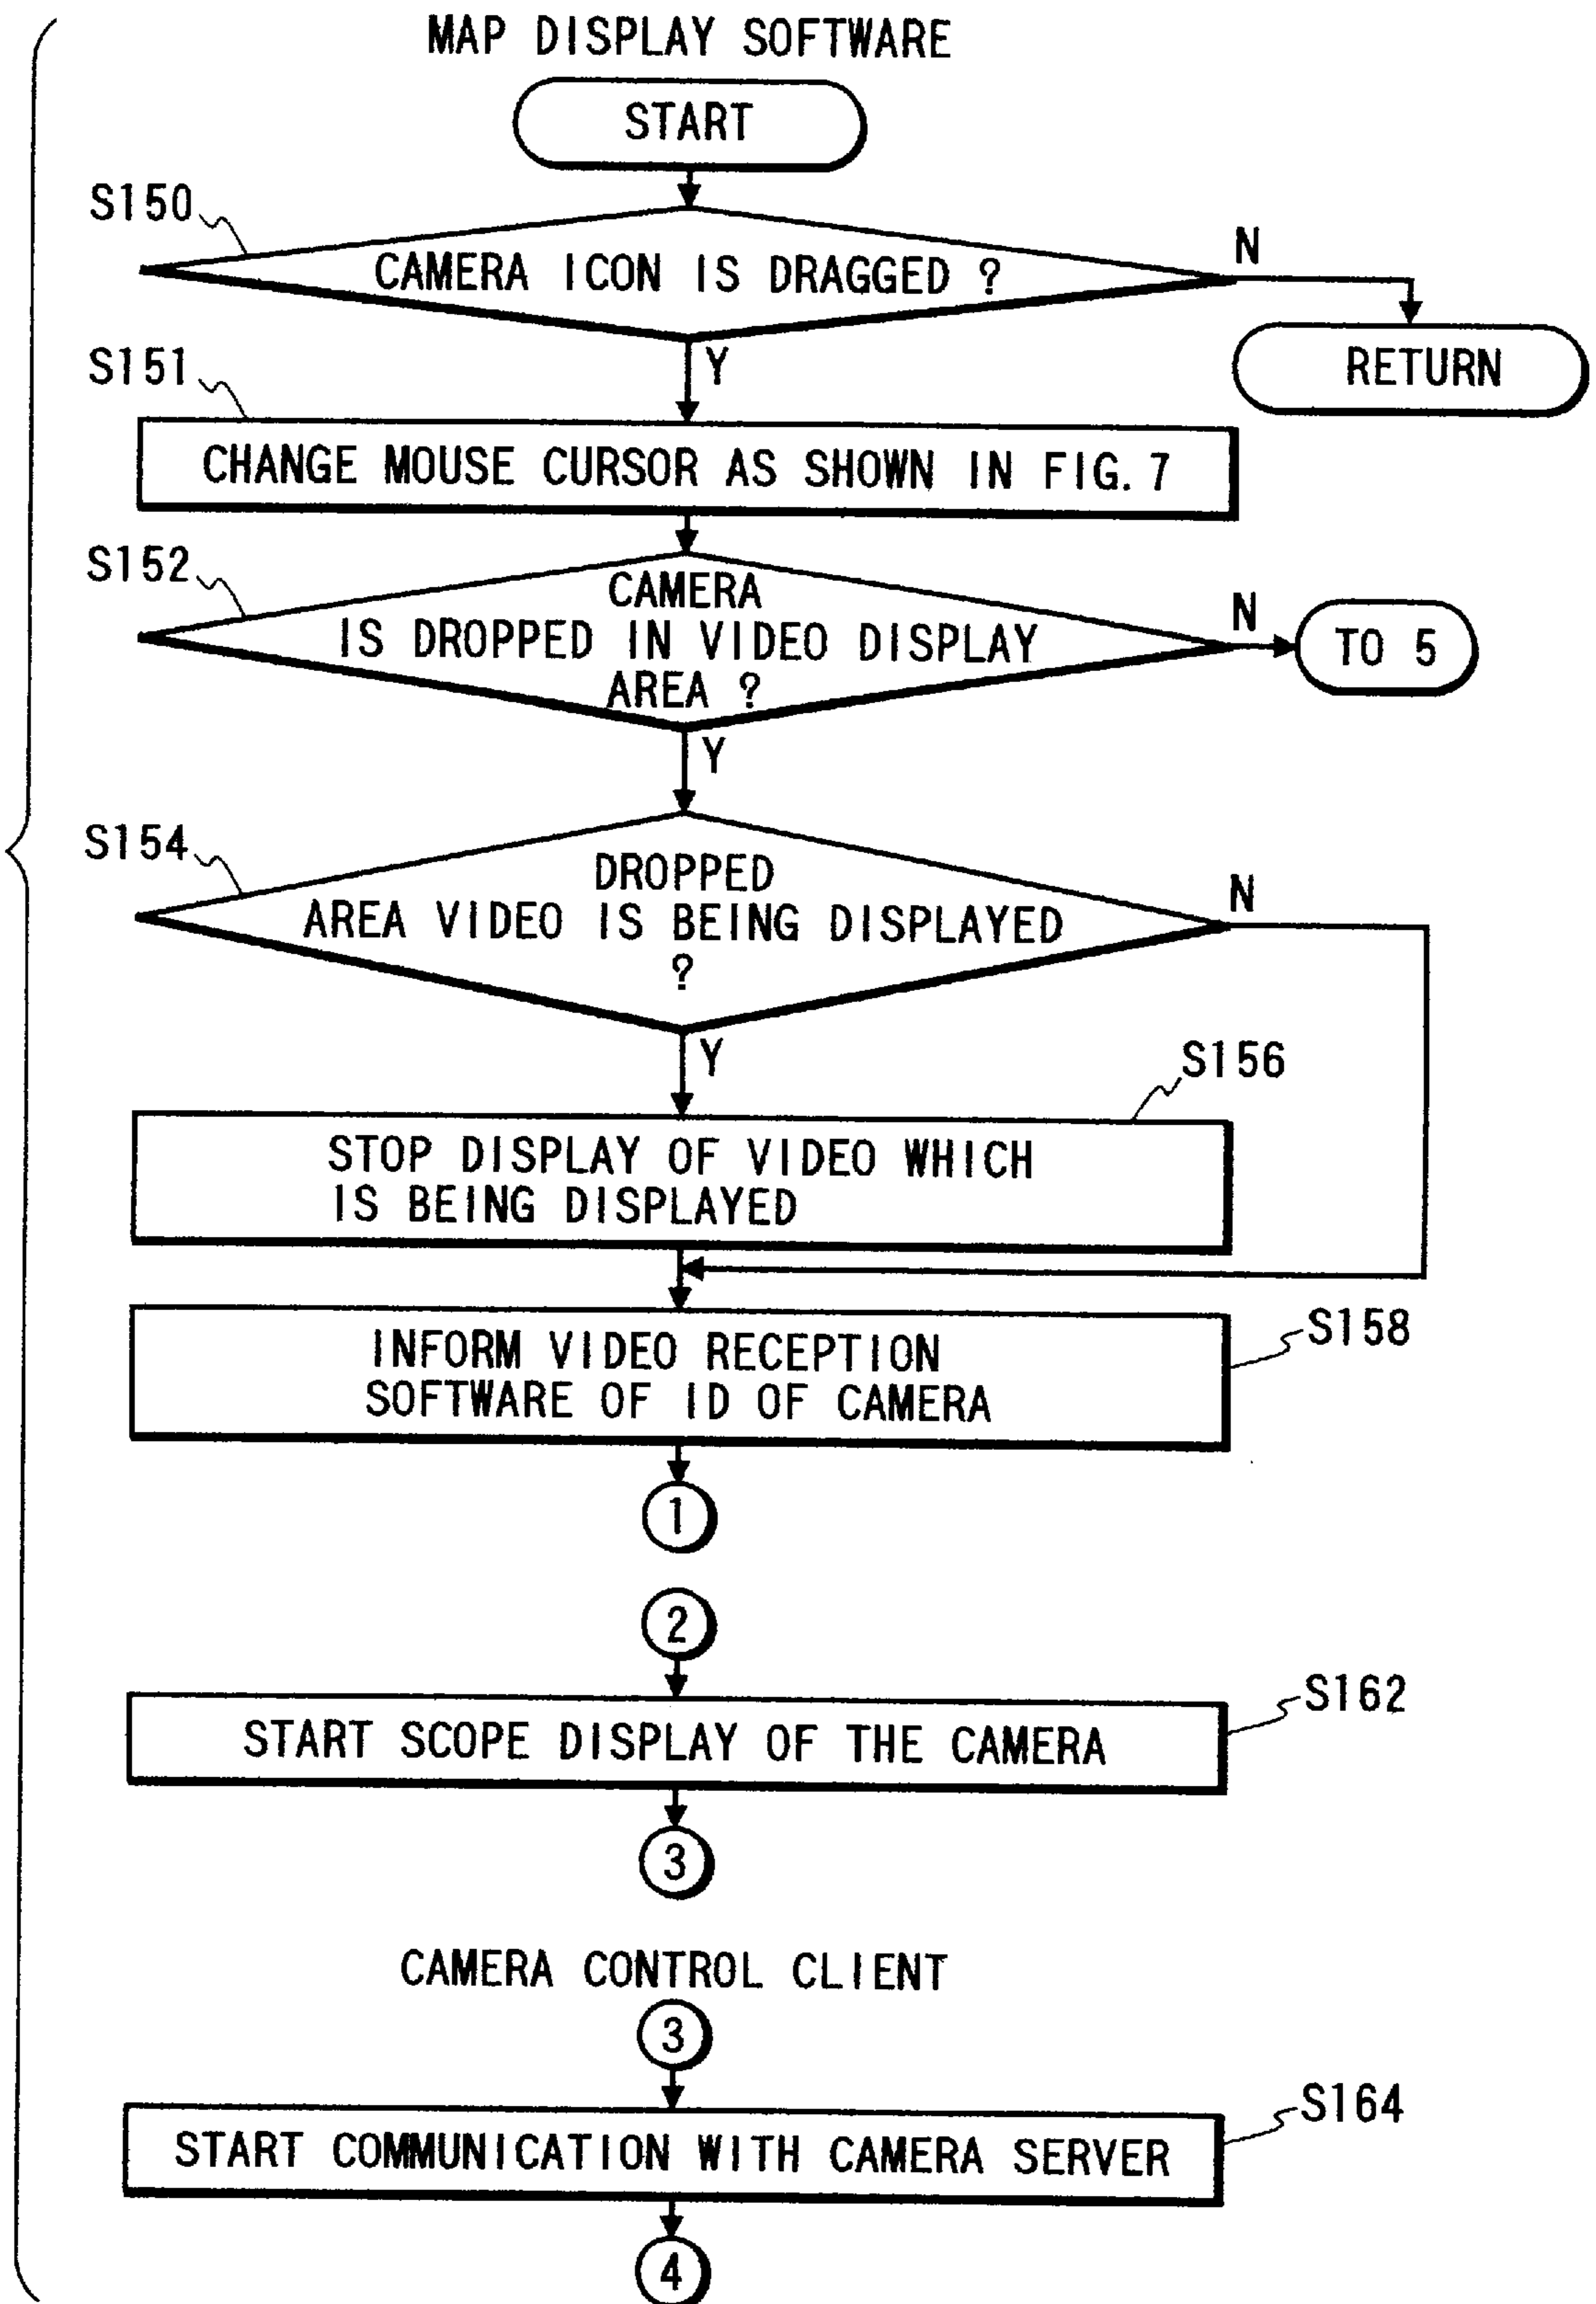 MAP DISPLAY SOFTWARE
START
S150
CAMERA ICON IS DRAGGED ?
N
RETURN
Y
S151
CHANGE MOUSE CURSOR AS SHOWN IN FIG. 7
S152
CAMERA
IS DROPPED IN VIDEO DISPLAY
AREA ?
N
TO 5
Y
S154
DROPPED
AREA VIDEO IS BEING DISPLAYED
?
N
Y
S156
STOP DISPLAY OF VIDEO WHICH
IS BEING DISPLAYED
S158
INFORM VIDEO RECEPTION
SOFTWARE OF ID OF CAMERA
1
2
S162
START SCOPE DISPLAY OF THE CAMERA
3
CAMERA CONTROL CLIENT
3
S164
START COMMUNICATION WITH CAMERA SERVER
4